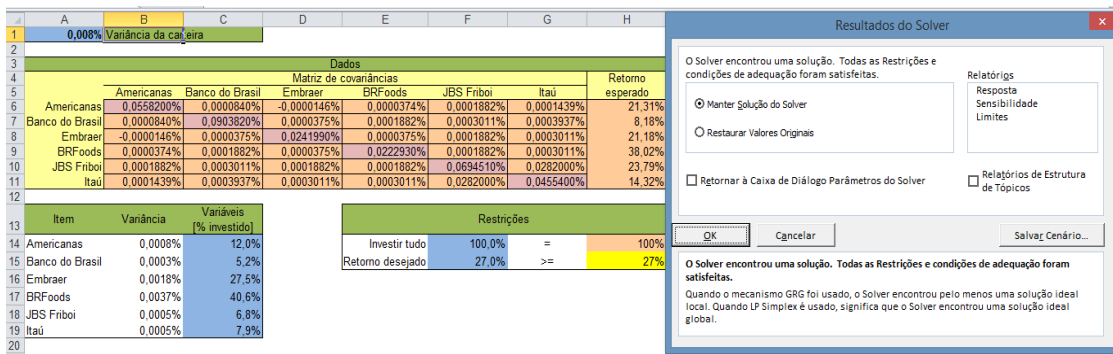 A B C D E F G H
1 0,008% Variância da carteira
2
3 Dados
4 Matriz de covariâncias Retorno
5 Americanas Banco do Brasil Embraer BRFoods JBS Friboi Itaú esperado
6 Americanas 0,0558200% 0,0000840% -0,0000146% 0,0000374% 0,0001882% 0,0001439% 21,31%
7 Banco do Brasil 0,0000840% 0,0903820% 0,0000375% 0,0001882% 0,0003011% 0,0003937% 8,18%
8 Embraer -0,0000146% 0,0000375% 0,0241990% 0,0000375% 0,0001882% 0,0003011% 21,18%
9 BRFoods 0,0000374% 0,0001882% 0,0000375% 0,0222930% 0,0001882% 0,0003011% 38,02%
10 JBS Friboi 0,0001882% 0,0003011% 0,0001882% 0,0001882% 0,0694510% 0,0282000% 23,79%
11 Itaú 0,0001439% 0,0003937% 0,0003011% 0,0003011% 0,0282000% 0,0455400% 14,32%
12
13 Item Variância Variáveis [% investido] Restrições
14 Americanas 0,0008% 12,0% Investir tudo 100,0% = 100%
15 Banco do Brasil 0,0003% 5,2% Retorno desejado 27,0% >= 27%
16 Embraer 0,0018% 27,5%
17 BRFoods 0,0037% 40,6%
18 JBS Friboi 0,0005% 6,8%
19 Itaú 0,0005% 7,9%
20
Resultados do Solver
O Solver encontrou uma solução. Todas as Restrições e
condições de adequação foram satisfeitas.
Relatórios
Resposta
Sensibilidade
Limites
Manter Solução do Solver
Restaurar Valores Originais
Retornar à Caixa de Diálogo Parâmetros do Solver
Relatórios de Estrutura
de Tópicos
OK Cancelar Salvar Cenário...
O Solver encontrou uma solução. Todas as Restrições e condições de adequação foram
satisfeitas.
Quando o mecanismo GRG foi usado, o Solver encontrou pelo menos uma solução ideal
local. Quando LP Simplex é usado, significa que o Solver encontrou uma solução ideal
global.